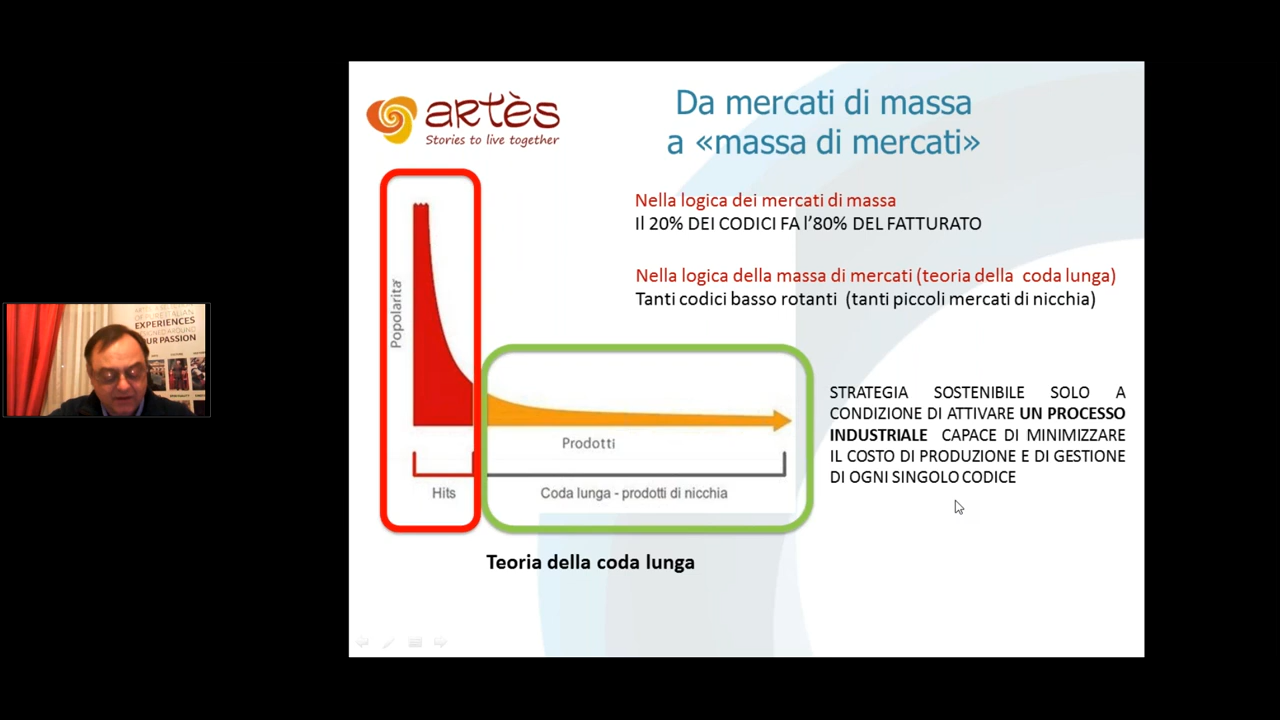 artès
Stories to live together
Da mercati di massa
a «massa di mercati»
Nella logica dei mercati di massa
Il 20% DEI CODICI FA l’80% DEL FATTURATO
Nella logica della massa di mercati (teoria della coda lunga)
Tanti codici basso rotanti (tanti piccoli mercati di nicchia)
Popolarità
Prodotti
Hits
Coda lunga - prodotti di nicchia
STRATEGIA SOSTENIBILE SOLO A
CONDIZIONE DI ATTIVARE UN PROCESSO
INDUSTRIALE CAPACE DI MINIMIZZARE
IL COSTO DI PRODUZIONE E DI GESTIONE
DI OGNI SINGOLO CODICE
Teoria della coda lunga
EXPERIENCES
OUR PASSION